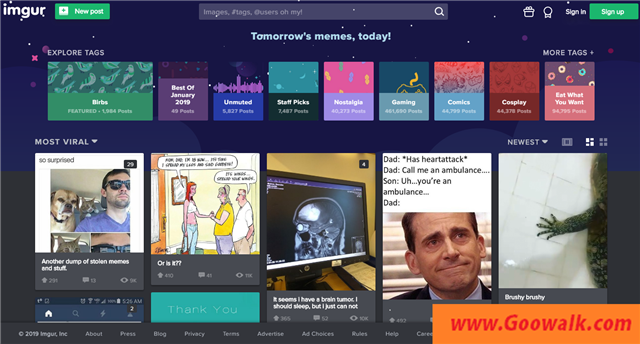 imgur
New post
Images, #tags, @users oh my!
Sign in
Sign up
Tomorrow's memes, today!
EXPLORE TAGS
MORE TAGS +
Birbs
FEATURED • 1,984 Posts
Best Of
January
2019
49 Posts
Unmuted
5,827 Posts
Staff Picks
7,487 Posts
Nostalgia
40,273 Posts
Gaming
481,690 Posts
Comics
44,799 Posts
Cosplay
44,378 Posts
Eat What
You Want
54,795 Posts
MOST VIRAL
NEWEST
so surprised
29
Another dump of stolen memes
and stuff.
291
13
9K
Or is it??
410
41
11K
4
It seems i have a brain tumor. I
should sleep, but i just can not
365
52
10K
Dad: *Has heartattack*
Dad: Call me an ambulance....
Son: Uh...you're an
ambulance...
Dad:
450
Brushy brushy
5:26 AM
2
Thank You
© 2019 Imgur, Inc
About
Press
Blog
Privacy
Terms
Advertise
Ad Choices
Rules
Help
www.Goowalk.com